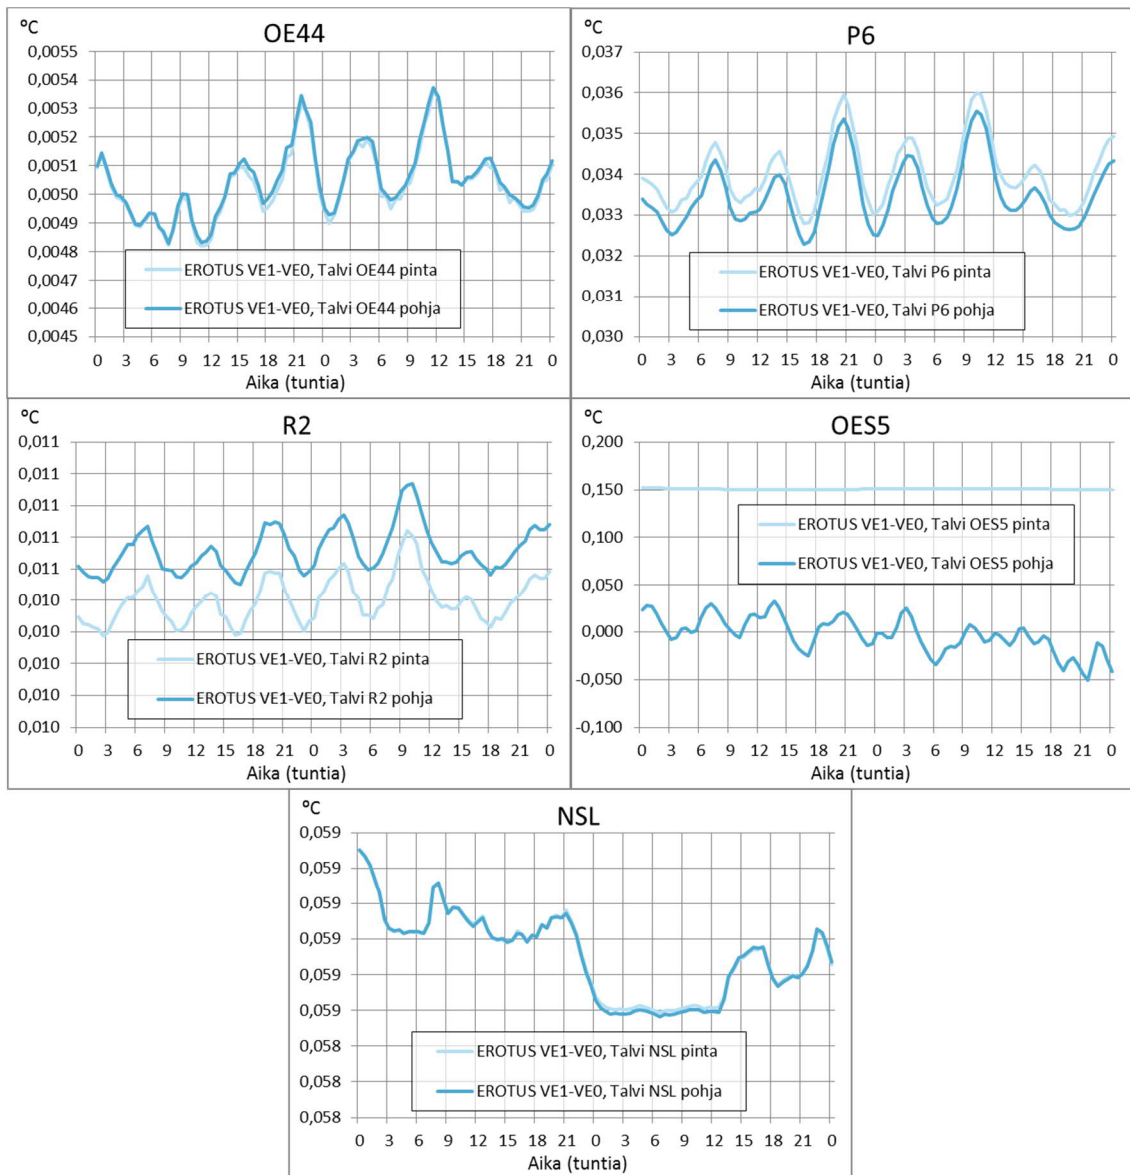 °C
OE44
0,0055
0,0054
0,0053
0,0052
0,0051
0,0050
0,0049
0,0048
0,0047
0,0046
0,0045
EROTUS VE1-VE0, Talvi OE44 pinta
EROTUS VE1-VE0, Talvi OE44 pohja
0 3 6 9 12 15 18 21 0 3 6 9 12 15 18 21 0
Aika (tuntia)
°C
P6
0,037
0,036
0,035
0,034
0,033
0,032
0,031
0,030
EROTUS VE1-VE0, Talvi P6 pinta
EROTUS VE1-VE0, Talvi P6 pohja
0 3 6 9 12 15 18 21 0 3 6 9 12 15 18 21 0
Aika (tuntia)
°C
R2
0,011
0,011
0,011
0,011
0,011
0,010
0,010
0,010
0,010
0,010
EROTUS VE1-VE0, Talvi R2 pinta
EROTUS VE1-VE0, Talvi R2 pohja
0 3 6 9 12 15 18 21 0 3 6 9 12 15 18 21 0
Aika (tuntia)
°C
OES5
0,200
0,150
0,100
0,050
0,000
-0,050
-0,100
EROTUS VE1-VE0, Talvi OES5 pinta
EROTUS VE1-VE0, Talvi OES5 pohja
0 3 6 9 12 15 18 21 0 3 6 9 12 15 18 21 0
Aika (tuntia)
°C
NSL
0,059
0,059
0,059
0,059
0,059
0,059
0,058
0,058
0,058
EROTUS VE1-VE0, Talvi NSL pinta
EROTUS VE1-VE0, Talvi NSL pohja
0 3 6 9 12 15 18 21 0 3 6 9 12 15 18 21 0
Aika (tuntia)